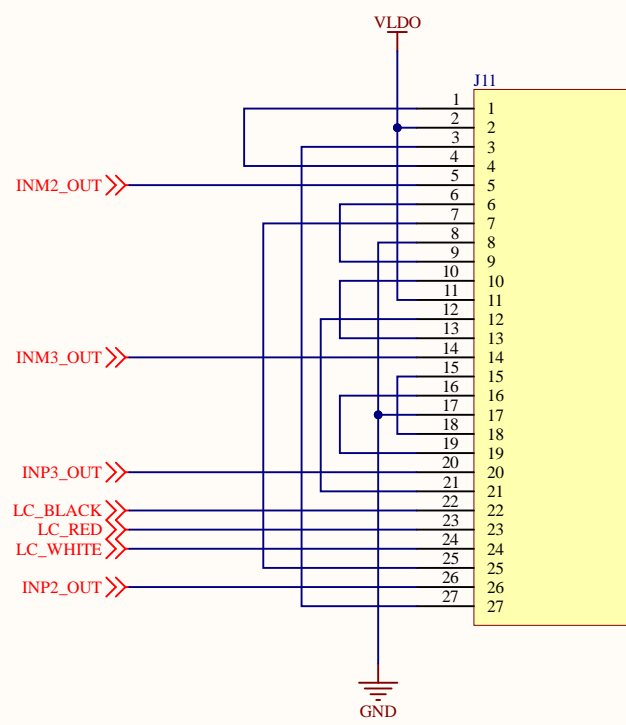 VLDO
J11
1 1
2 2
3 3
4 4
INM2_OUT 5 5
6 6
7 7
8 8
9 9
10 10
11 11
12 12
13 13
INM3_OUT 14 14
15 15
16 16
17 17
18 18
19 19
INP3_OUT 20 20
21 21
LC_BLACK 22 22
LC_RED 23 23
LC_WHITE 24 24
25 25
INP2_OUT 26 26
27 27
GND